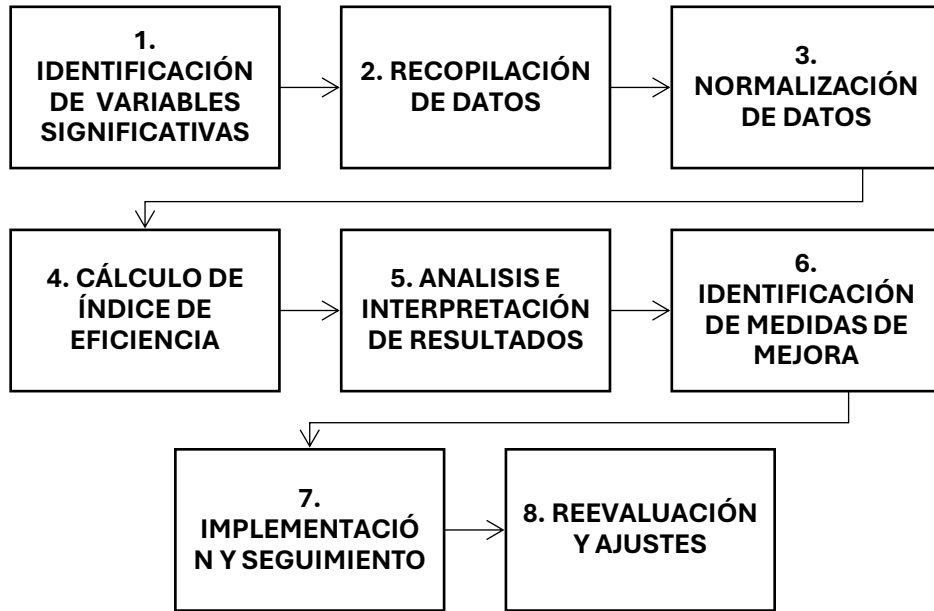 1.
IDENTIFICACIÓN
DE VARIABLES
SIGNIFICATIVAS
2. RECOPILACIÓN
DE DATOS
3.
NORMALIZACIÓN
DE DATOS
4. CÁLCULO DE
ÍNDICE DE
EFICIENCIA
5. ANALISIS E
INTERPRETACIÓN
DE RESULTADOS
6.
IDENTIFICACIÓN
DE MEDIDAS DE
MEJORA
7.
IMPLEMENTACIÓ
N Y SEGUIMIENTO
8. REEVALUACIÓN
Y AJUSTES